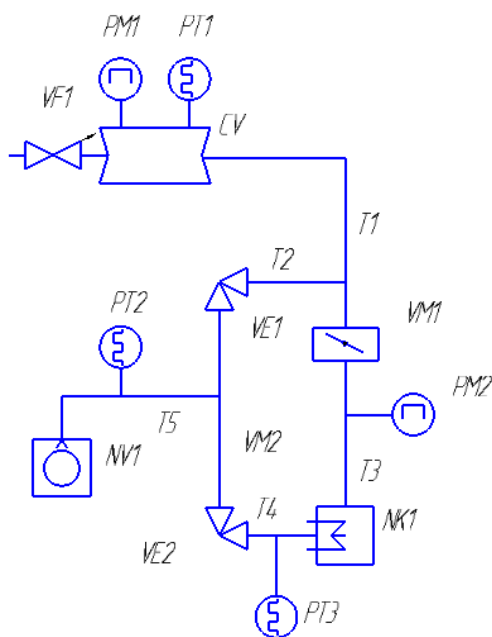 PM1
PT1
VF1
CV
T1
T2
PT2
VE1
VM1
PM2
T5
NV1
VM2
T3
T4
NK1
VE2
PT3